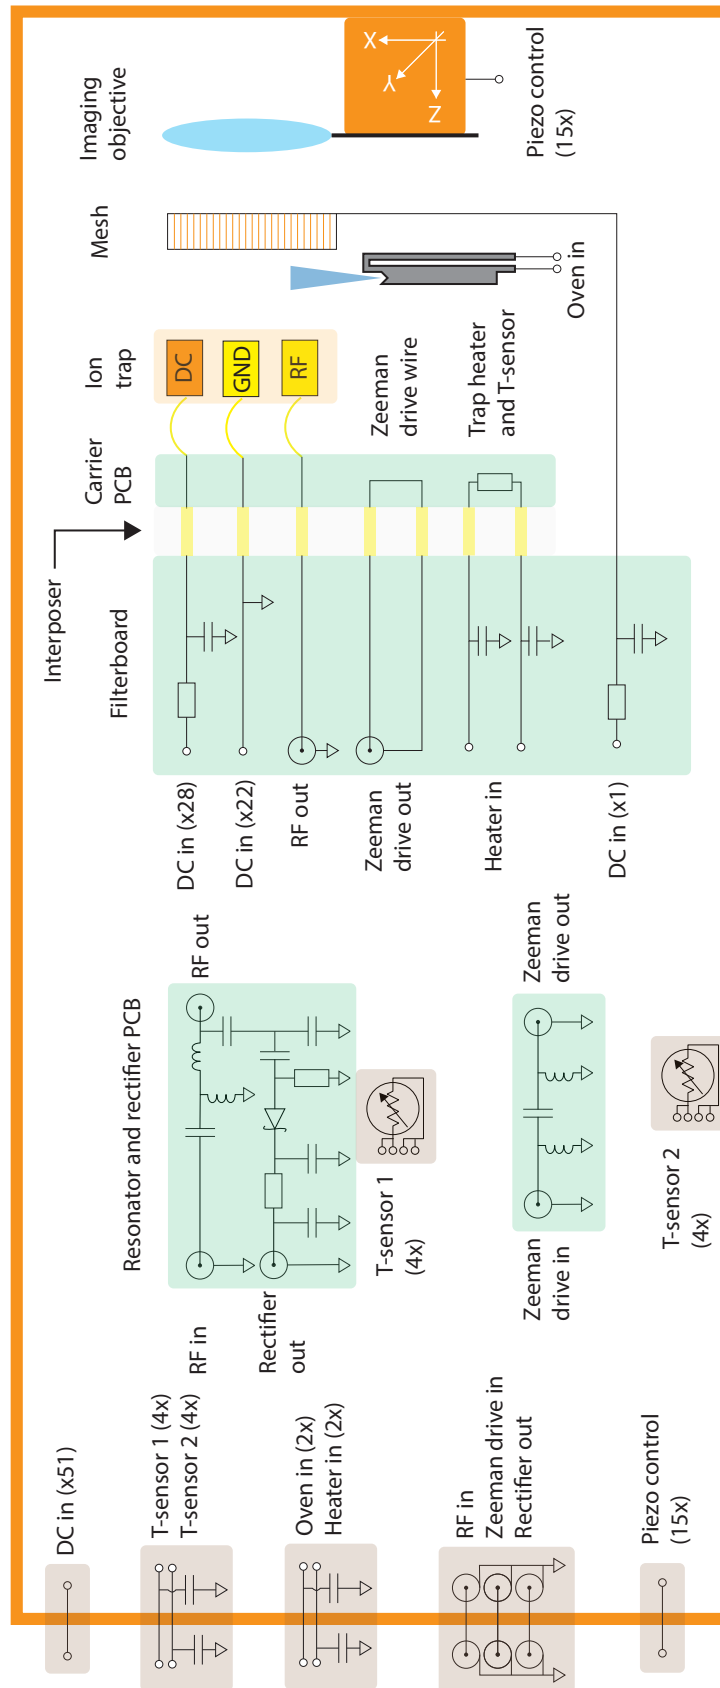 Imaging
objective
X
Y
Z
Piezo control
(15x)
Mesh
Oven in
Ion
trap
DC
GND
RF
Zeeman
drive wire
Trap heater
and T-sensor
Carrier
PCB
Interposer
Filterboard
DC in (x28)
DC in (x22)
RF out
Zeeman
drive out
Heater in
DC in (x1)
Resonator and rectifier PCB
RF out
RF in
Rectifier
out
T-sensor 1
(4x)
Zeeman
drive out
Zeeman
drive in
T-sensor 2
(4x)
DC in (x51)
T-sensor 1 (4x)
T-sensor 2 (4x)
Oven in (2x)
Heater in (2x)
RF in
Zeeman drive in
Rectifier out
Piezo control
(15x)